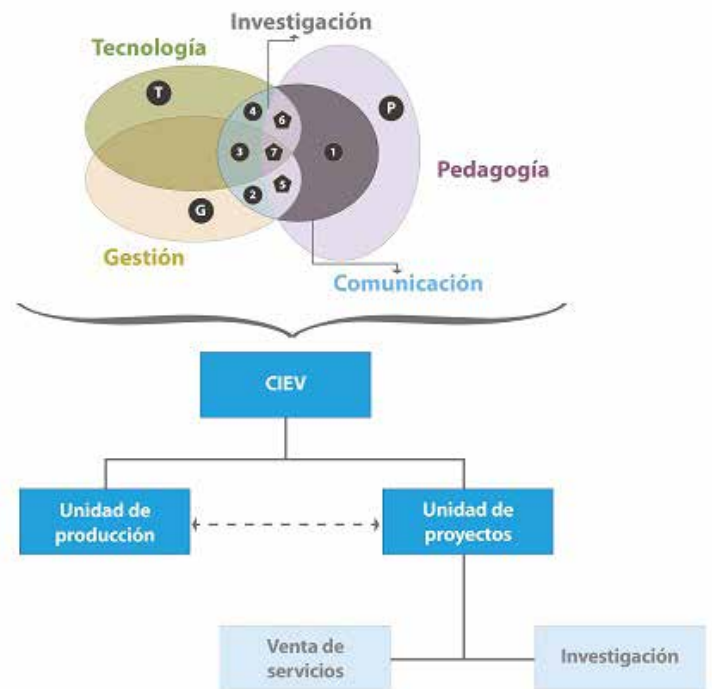 Investigación
Tecnología
T
P
4
6
3
7
1
2
5
G
Pedagogía
Gestión
Comunicación
CIEV
Unidad de
producción
Unidad de
proyectos
Venta de
servicios
Investigación